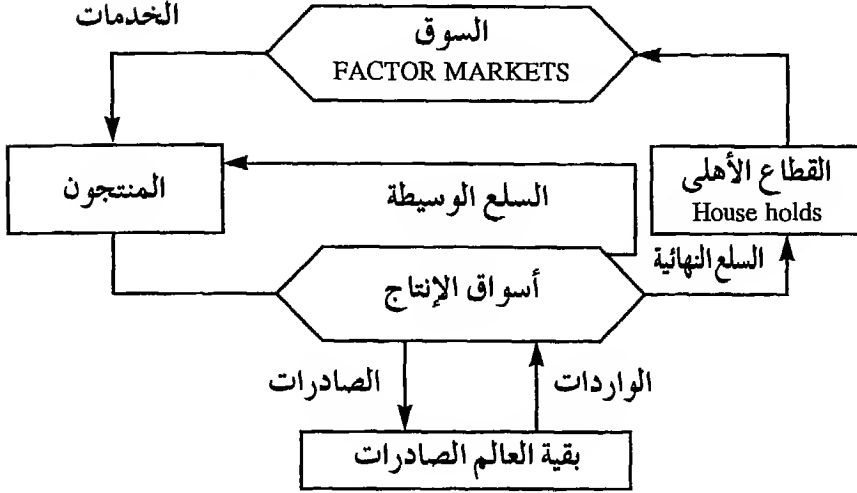 الخدمات
السوق
FACTOR MARKETS
القطاع الأهلى
House holds
المنتجون
السلع الوسيطة
السلع النهائية
أسواق الإنتاج
الصادرات
الواردات
بقية العالم الصادرات